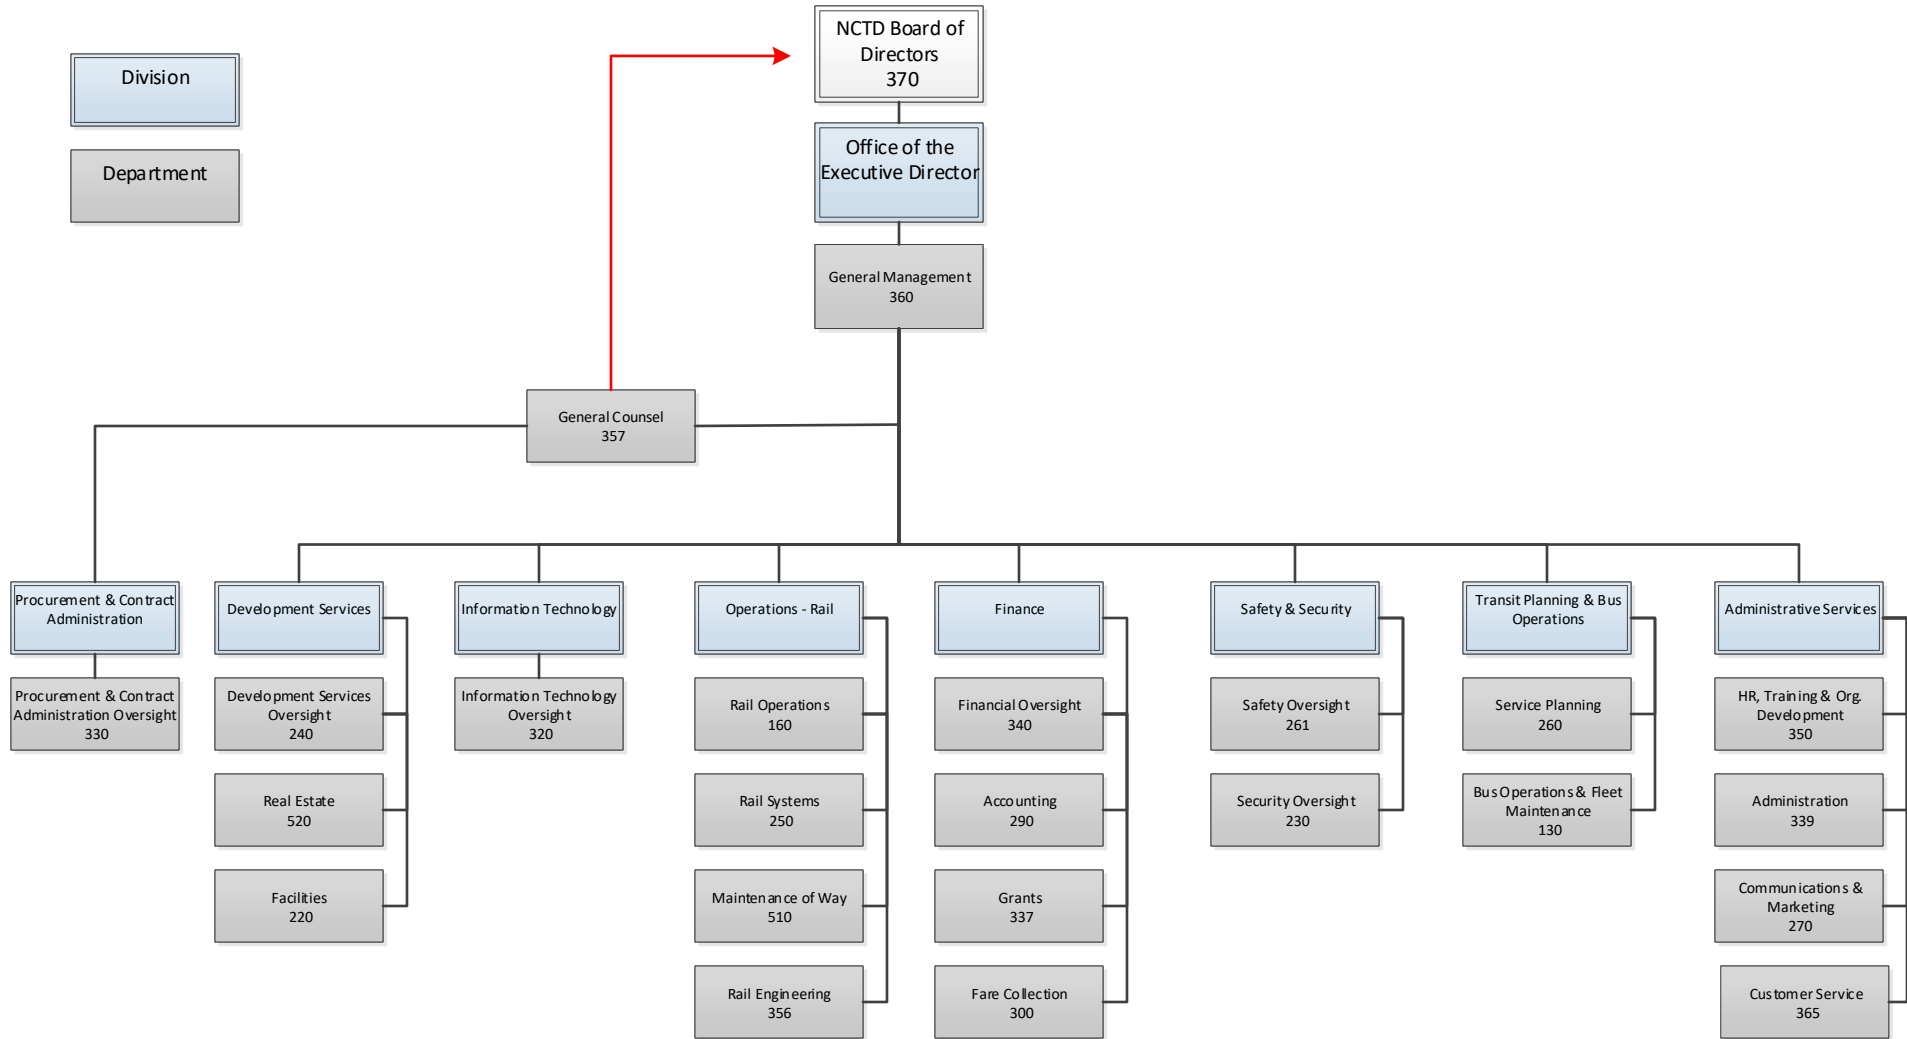 NCTD Board of
Directors
370
Division
Office of the
Executive Director
Department
General Management
360
General Counsel
357
Procurement & Contract
Administration
Development Services
Information Technology
Operations - Rail
Finance
Safety & Security
Transit Planning & Bus
Operations
Administrative Services
Procurement & Contract
Administration Oversight
330
Development Services
Oversight
240
Information Technology
Oversight
320
Rail Operations
160
Financial Oversight
340
Safety Oversight
261
Service Planning
260
HR, Training & Org.
Development
350
Real Estate
520
Rail Systems
250
Accounting
290
Security Oversight
230
Bus Operations & Fleet
Maintenance
130
Administration
339
Facilities
220
Maintenance of Way
510
Grants
337
Communications &
Marketing
270
Rail Engineering
356
Fare Collection
300
Customer Service
365